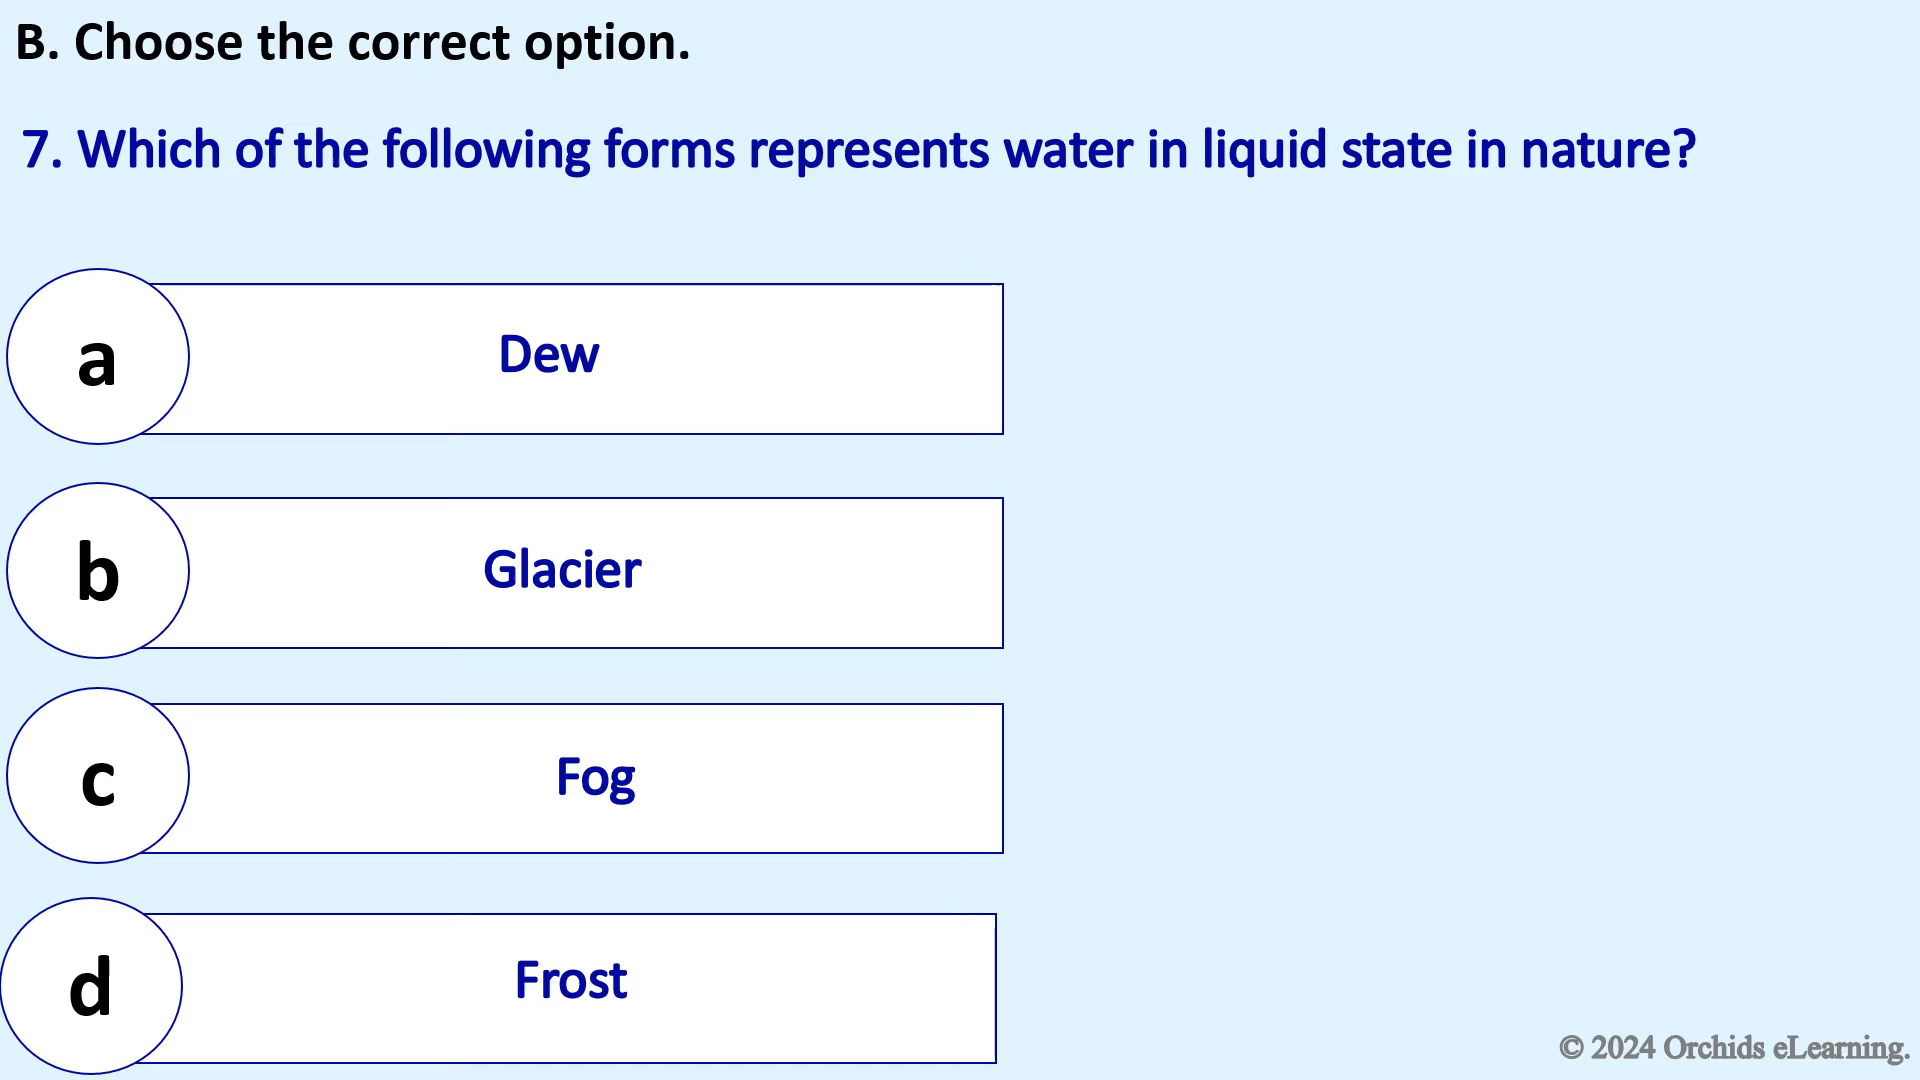 B. Choose the correct option.
7. Which of the following forms represents water in liquid state in nature?
a
Dew
b
Glacier
c
Fog
d
Frost
© 2024 Orchids eLearning.